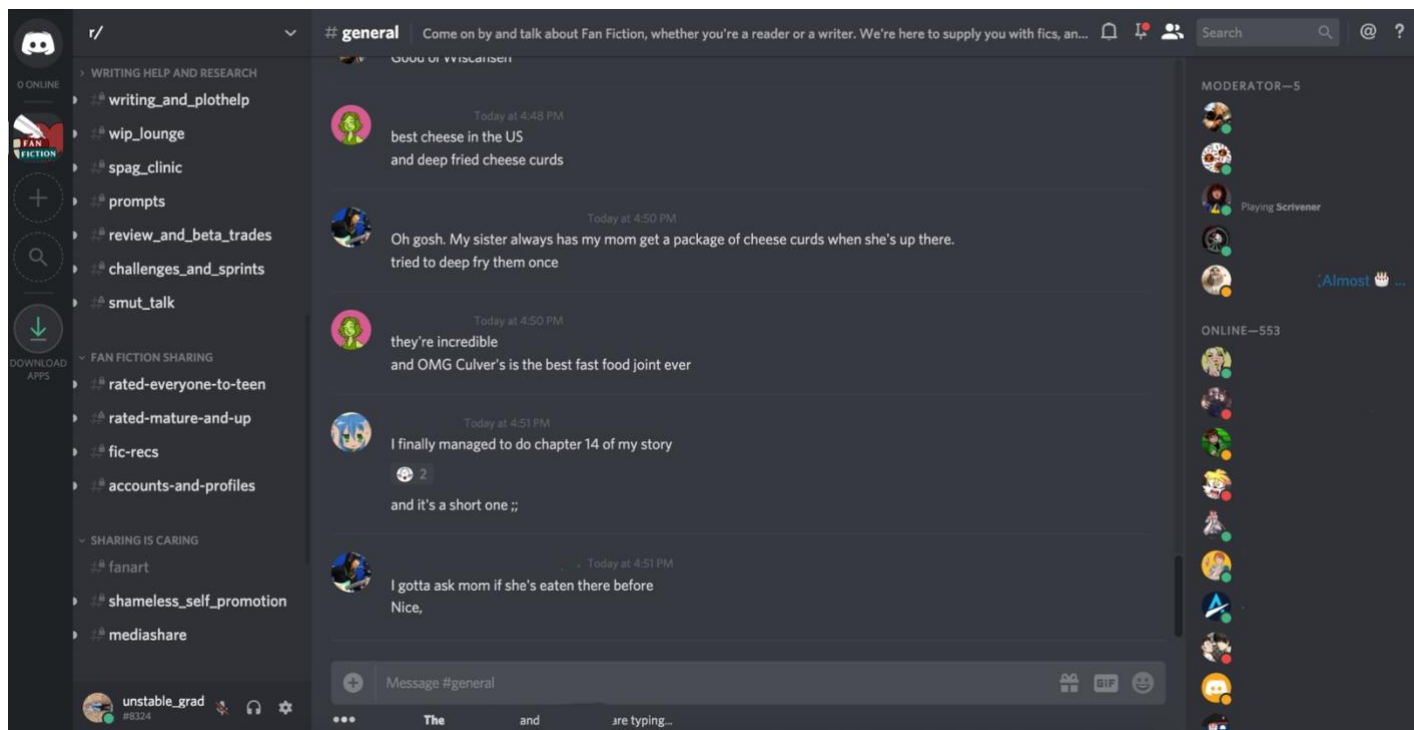 r/
# general
Come on by and talk about Fan Fiction, whether you're a reader or a writer. We're here to supply you with fics, an...
Search
@
?
0 ONLINE
FAN
FICTION
DOWNLOAD
APPS
WRITING HELP AND RESEARCH
writing_and_plothelp
wip_lounge
spag_clinic
prompts
review_and_beta_trades
challenges_and_sprints
smut_talk
FAN FICTION SHARING
rated-everyone-to-teen
rated-mature-and-up
fic-recs
accounts-and-profiles
SHARING IS CARING
fanart
shameless_self_promotion
mediashare
unstable_grad
#8324
Good ol Wiscansen
Today at 4:48 PM
best cheese in the US
and deep fried cheese curds
Today at 4:50 PM
Oh gosh. My sister always has my mom get a package of cheese curds when she's up there.
tried to deep fry them once
Today at 4:50 PM
they're incredible
and OMG Culver's is the best fast food joint ever
Today at 4:51 PM
I finally managed to do chapter 14 of my story
2
and it's a short one ;;
Today at 4:51 PM
I gotta ask mom if she's eaten there before
Nice,
Message #general
GIF
The and are typing...
MODERATOR—5
Playing Scrivener
Almost 🎂 ...
ONLINE—553